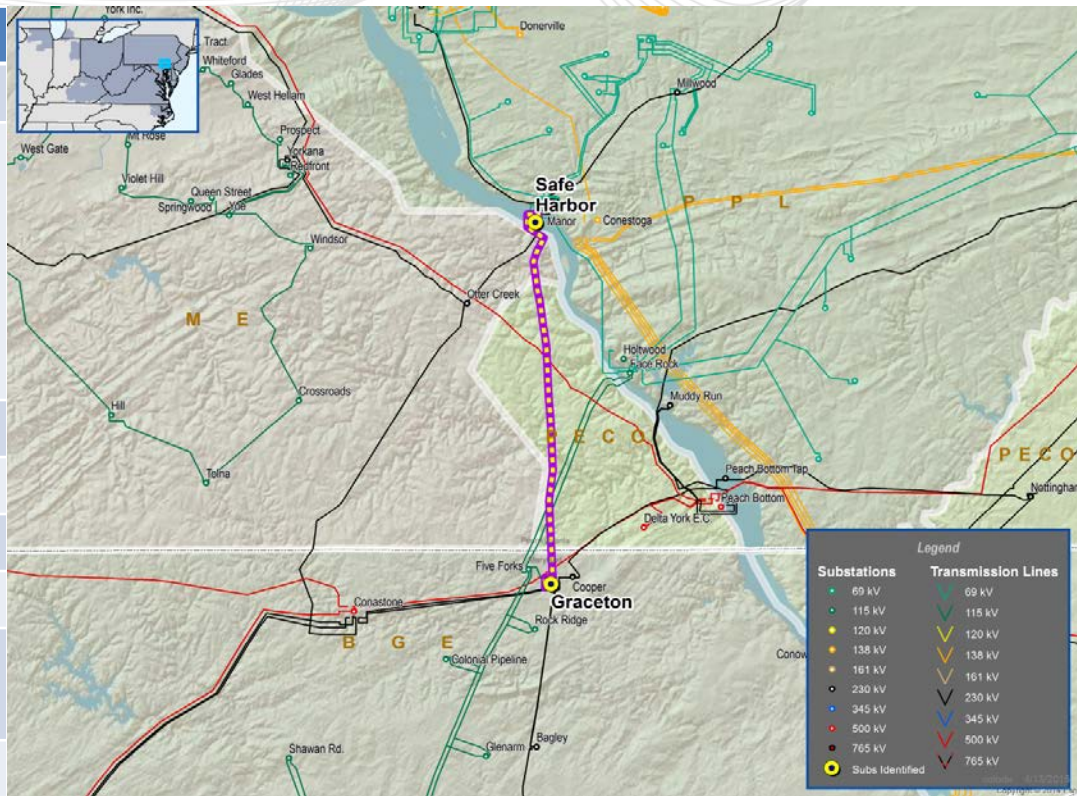 York Inc.
Tract
Whiteford
Glades
West Hellam
Mt Rose
Prospect
West Gate
Yorkana
Redfront
Violet Hill
Queen Street
Springwood
Yoe
Windsor
Donerville
Millwood
Safe
Harbor
Manor
Conestoga
P P L
Otter Creek
M E
Holtwood
Face Rock
Crossroads
Hill
Muddy Run
P E C O
P E C O
Tolna
Peach Bottom Tap
Peach Bottom
Nottingham
Delta York E.C.
Five Forks
Cooper
Graceton
Conastone
Rock Ridge
B G E
Colonial Pipeline
Conow
Bagley
Glenarm
Shawan Rd.
Legend
Substations
69 kV
115 kV
120 kV
138 kV
161 kV
230 kV
345 kV
500 kV
765 kV
Subs Identified
Transmission Lines
69 kV
115 kV
120 kV
138 kV
161 kV
230 kV
345 kV
500 kV
765 kV